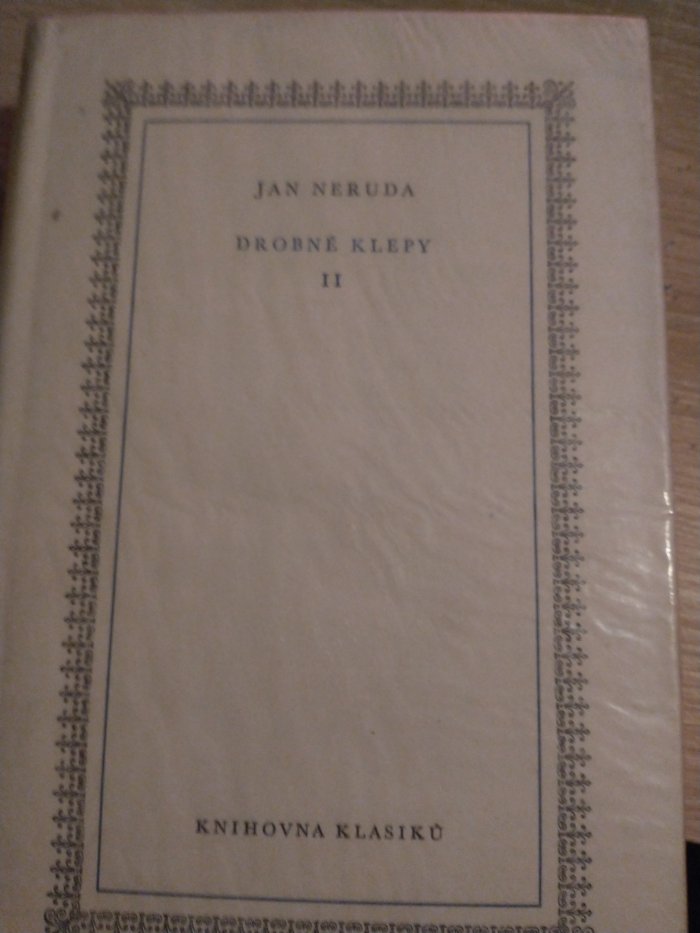 JAN NERUDA
DROBNÉ KLEPY
II
KNIHOVNA KLASIKŮ